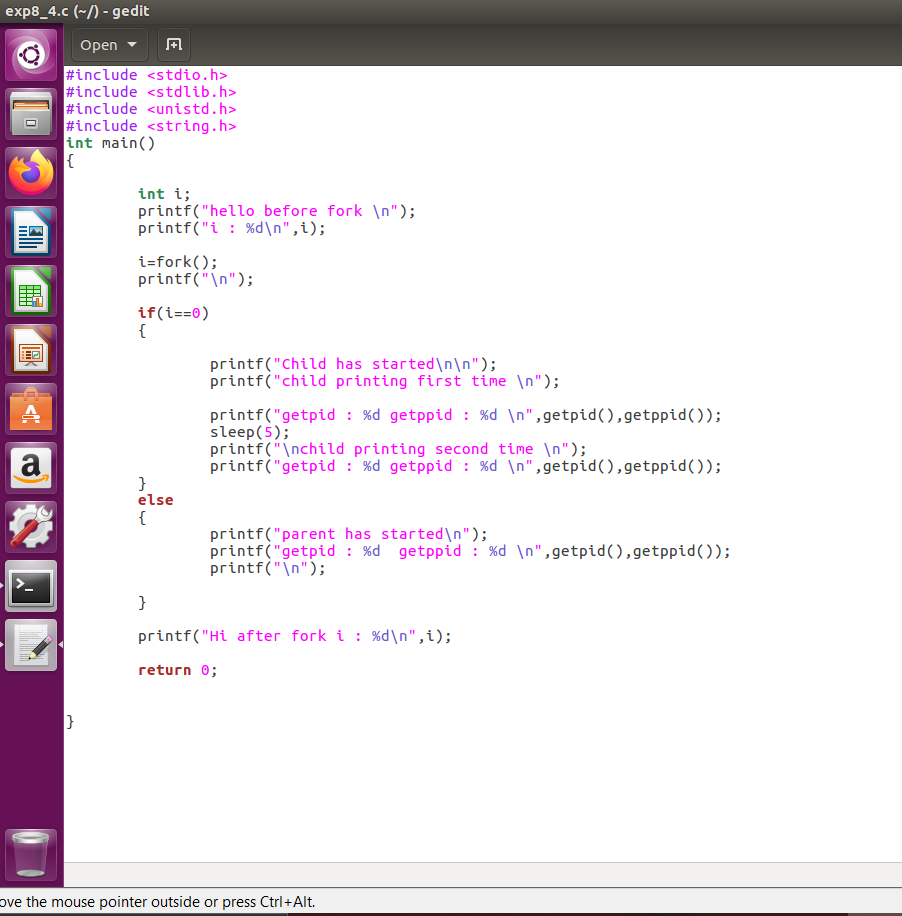 exp8_4.c (~/) - gedit
Open
#include <stdio.h>
#include <stdlib.h>
#include <unistd.h>
#include <string.h>
int main()
{
int i;
printf("hello before fork \n");
printf("i : %d\n",i);
i=fork();
printf("\n");
if(i==0)
{
printf("Child has started\n\n");
printf("child printing first time \n");
printf("getpid : %d getppid : %d \n",getpid(),getppid());
sleep(5);
printf("\nchild printing second time \n");
printf("getpid : %d getppid : %d \n",getpid(),getppid());
}
else
{
printf("parent has started\n");
printf("getpid : %d  getppid : %d \n",getpid(),getppid());
printf("\n");
}
printf("Hi after fork i : %d\n",i);
return 0;
}
ove the mouse pointer outside or press Ctrl+Alt.